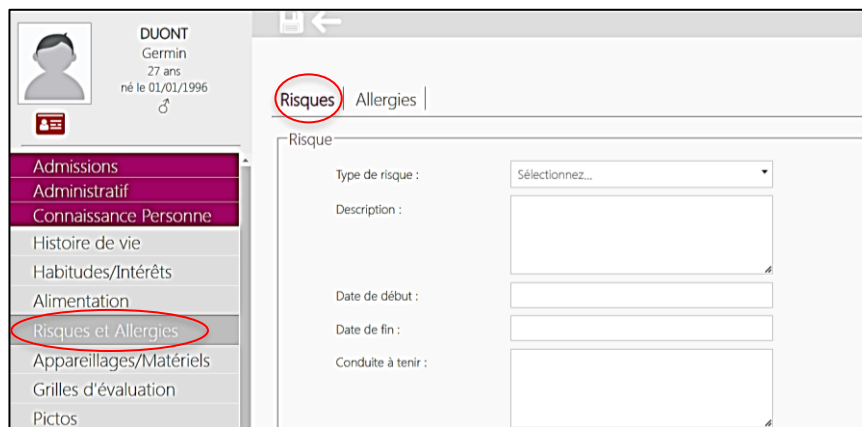 DUONT
Germin
27 ans
né le 01/01/1996
Admissions
Administratif
Connaissance Personne
Histoire de vie
Habitudes/Intérêts
Alimentation
Risques et Allergies
Appareillages/Matériels
Grilles d'évaluation
Pictos
Risques Allergies
Risque
Type de risque : Sélectionnez...
Description :
Date de début :
Date de fin :
Conduite à tenir :